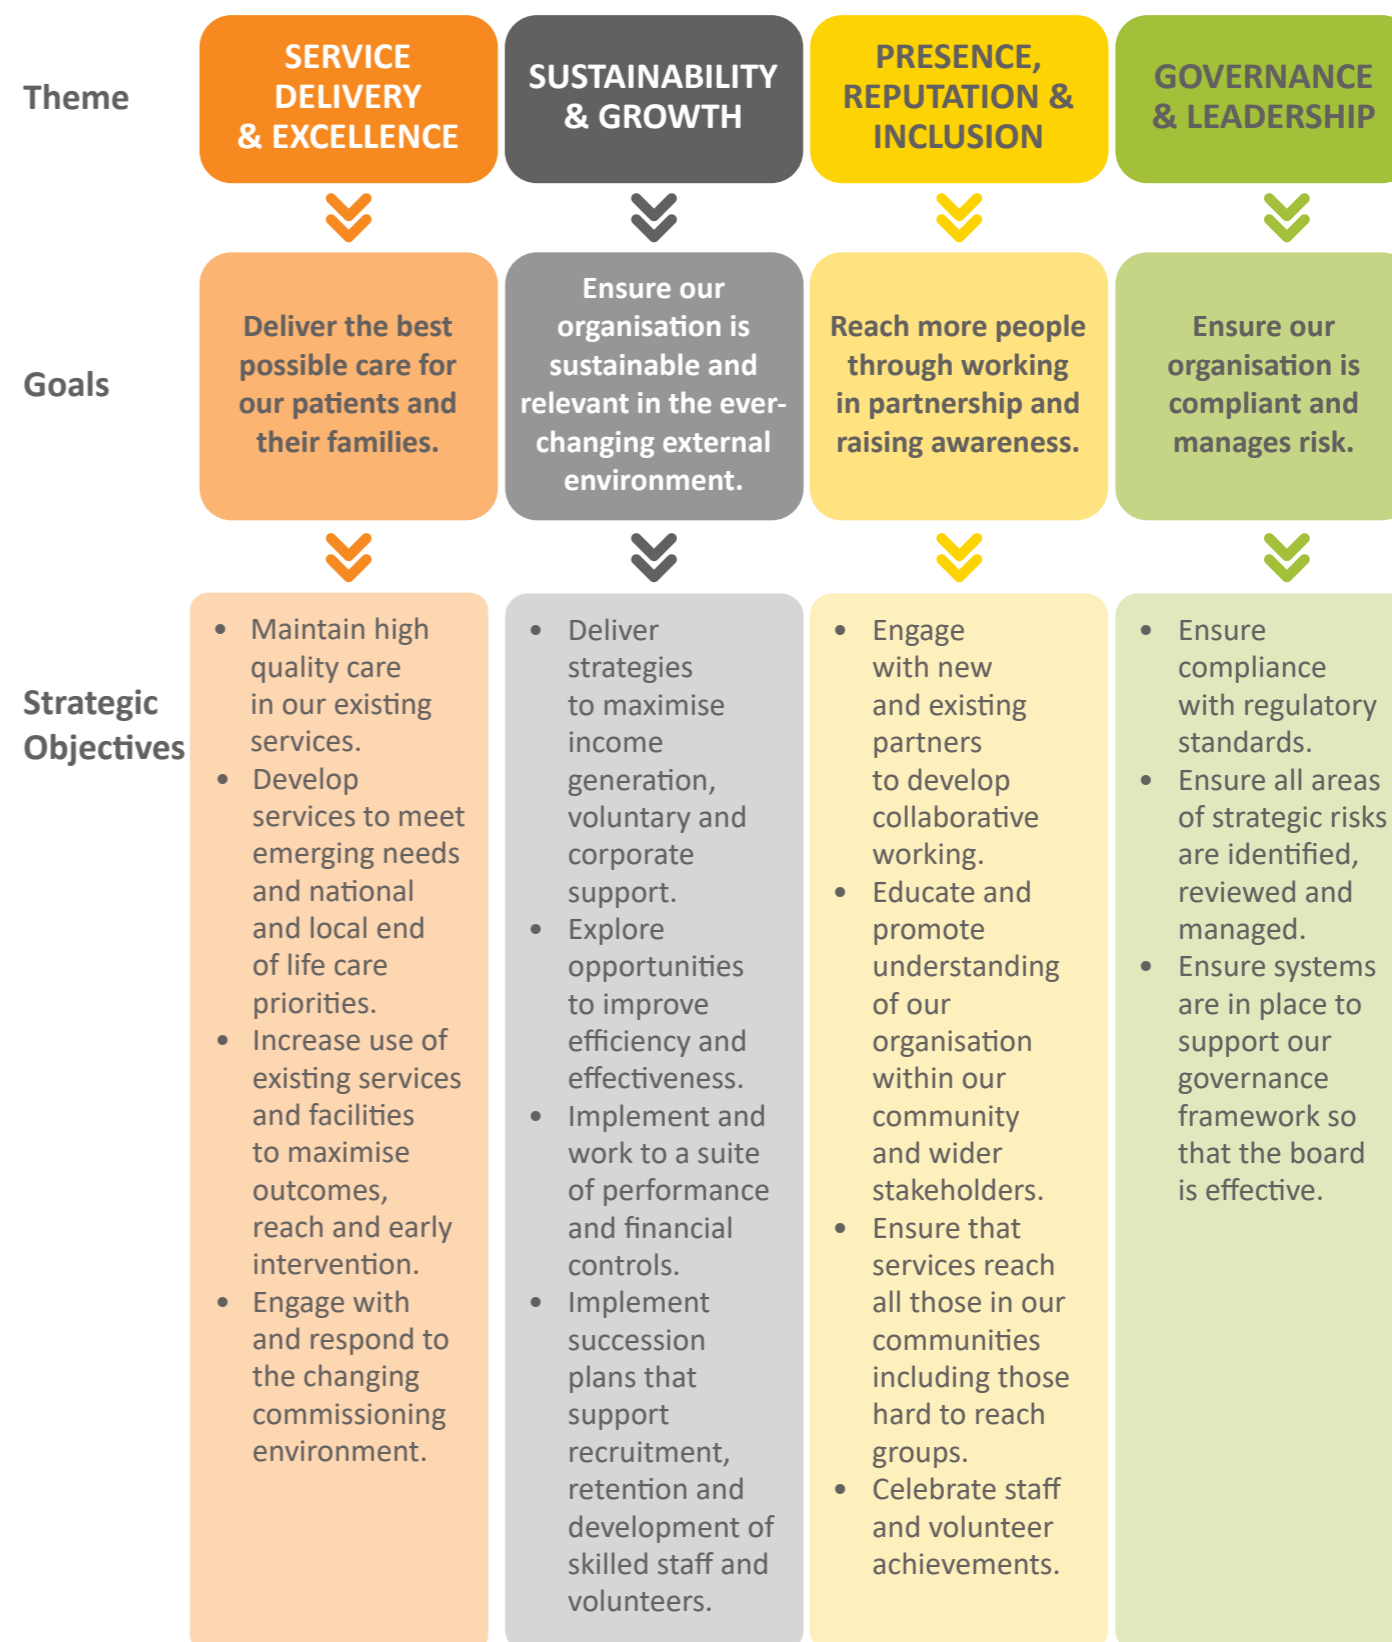 Theme
SERVICE
DELIVERY
& EXCELLENCE
SUSTAINABILITY
& GROWTH
PRESENCE,
REPUTATION &
INCLUSION
GOVERNANCE
& LEADERSHIP
Goals
Deliver the best
possible care for
our patients and
their families.
Ensure our
organisation is
sustainable and
relevant in the ever-
changing external
environment.
Reach more people
through working
in partnership and
raising awareness.
Ensure our
organisation is
compliant and
manages risk.
Strategic
Objectives
• Maintain high
quality care
in our existing
services.
• Develop
services to meet
emerging needs
and national
and local end
of life care
priorities.
• Increase use of
existing services
and facilities
to maximise
outcomes,
reach and early
intervention.
• Engage with
and respond to
the changing
commissioning
environment.
• Deliver
strategies
to maximise
income
generation,
voluntary and
corporate
support.
• Explore
opportunities
to improve
efficiency and
effectiveness.
• Implement and
work to a suite
of performance
and financial
controls.
• Implement
succession
plans that
support
recruitment,
retention and
development of
skilled staff and
volunteers.
• Engage
with new
and existing
partners
to develop
collaborative
working.
• Educate and
promote
understanding
of our
organisation
within our
community
and wider
stakeholders.
• Ensure that
services reach
all those in our
communities
including those
hard to reach
groups.
• Celebrate staff
and volunteer
achievements.
• Ensure
compliance
with regulatory
standards.
• Ensure all areas
of strategic risks
are identified,
reviewed and
managed.
• Ensure systems
are in place to
support our
governance
framework so
that the board
is effective.